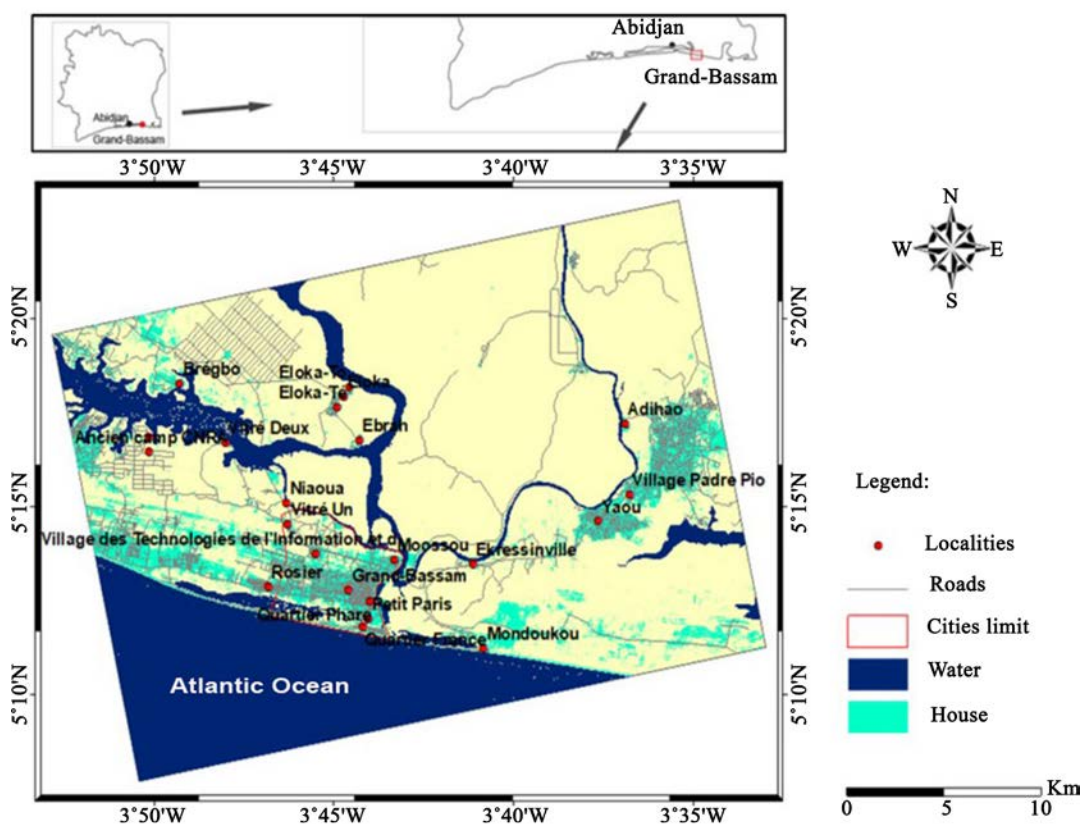 Abidjan
Grand-Bassam
Abidjan
Grand-Bassam
3°50'W 3°45'W 3°40'W 3°35'W
N
W E
S
5°20'N 5°20'N
Brégbo
Eloka-Te
Eloka
Eloka-Te
Ebrah
Adihao
Ancien camp CNRA
Vitré Deux
5°15'N 5°15'N
Niaoua
Village Padre Pio
Vitré Un
Yaou
Village des Technologies de l'Information et d
Moossou
Ekressinville
Rosier
Grand-Bassam
Petit Paris
Quartier Phare
Quartier France
Mondoukou
Atlantic Ocean
5°10'N 5°10'N
3°50'W 3°45'W 3°40'W 3°35'W
Legend:
Localities
Roads
Cities limit
Water
House
Km
0 5 10